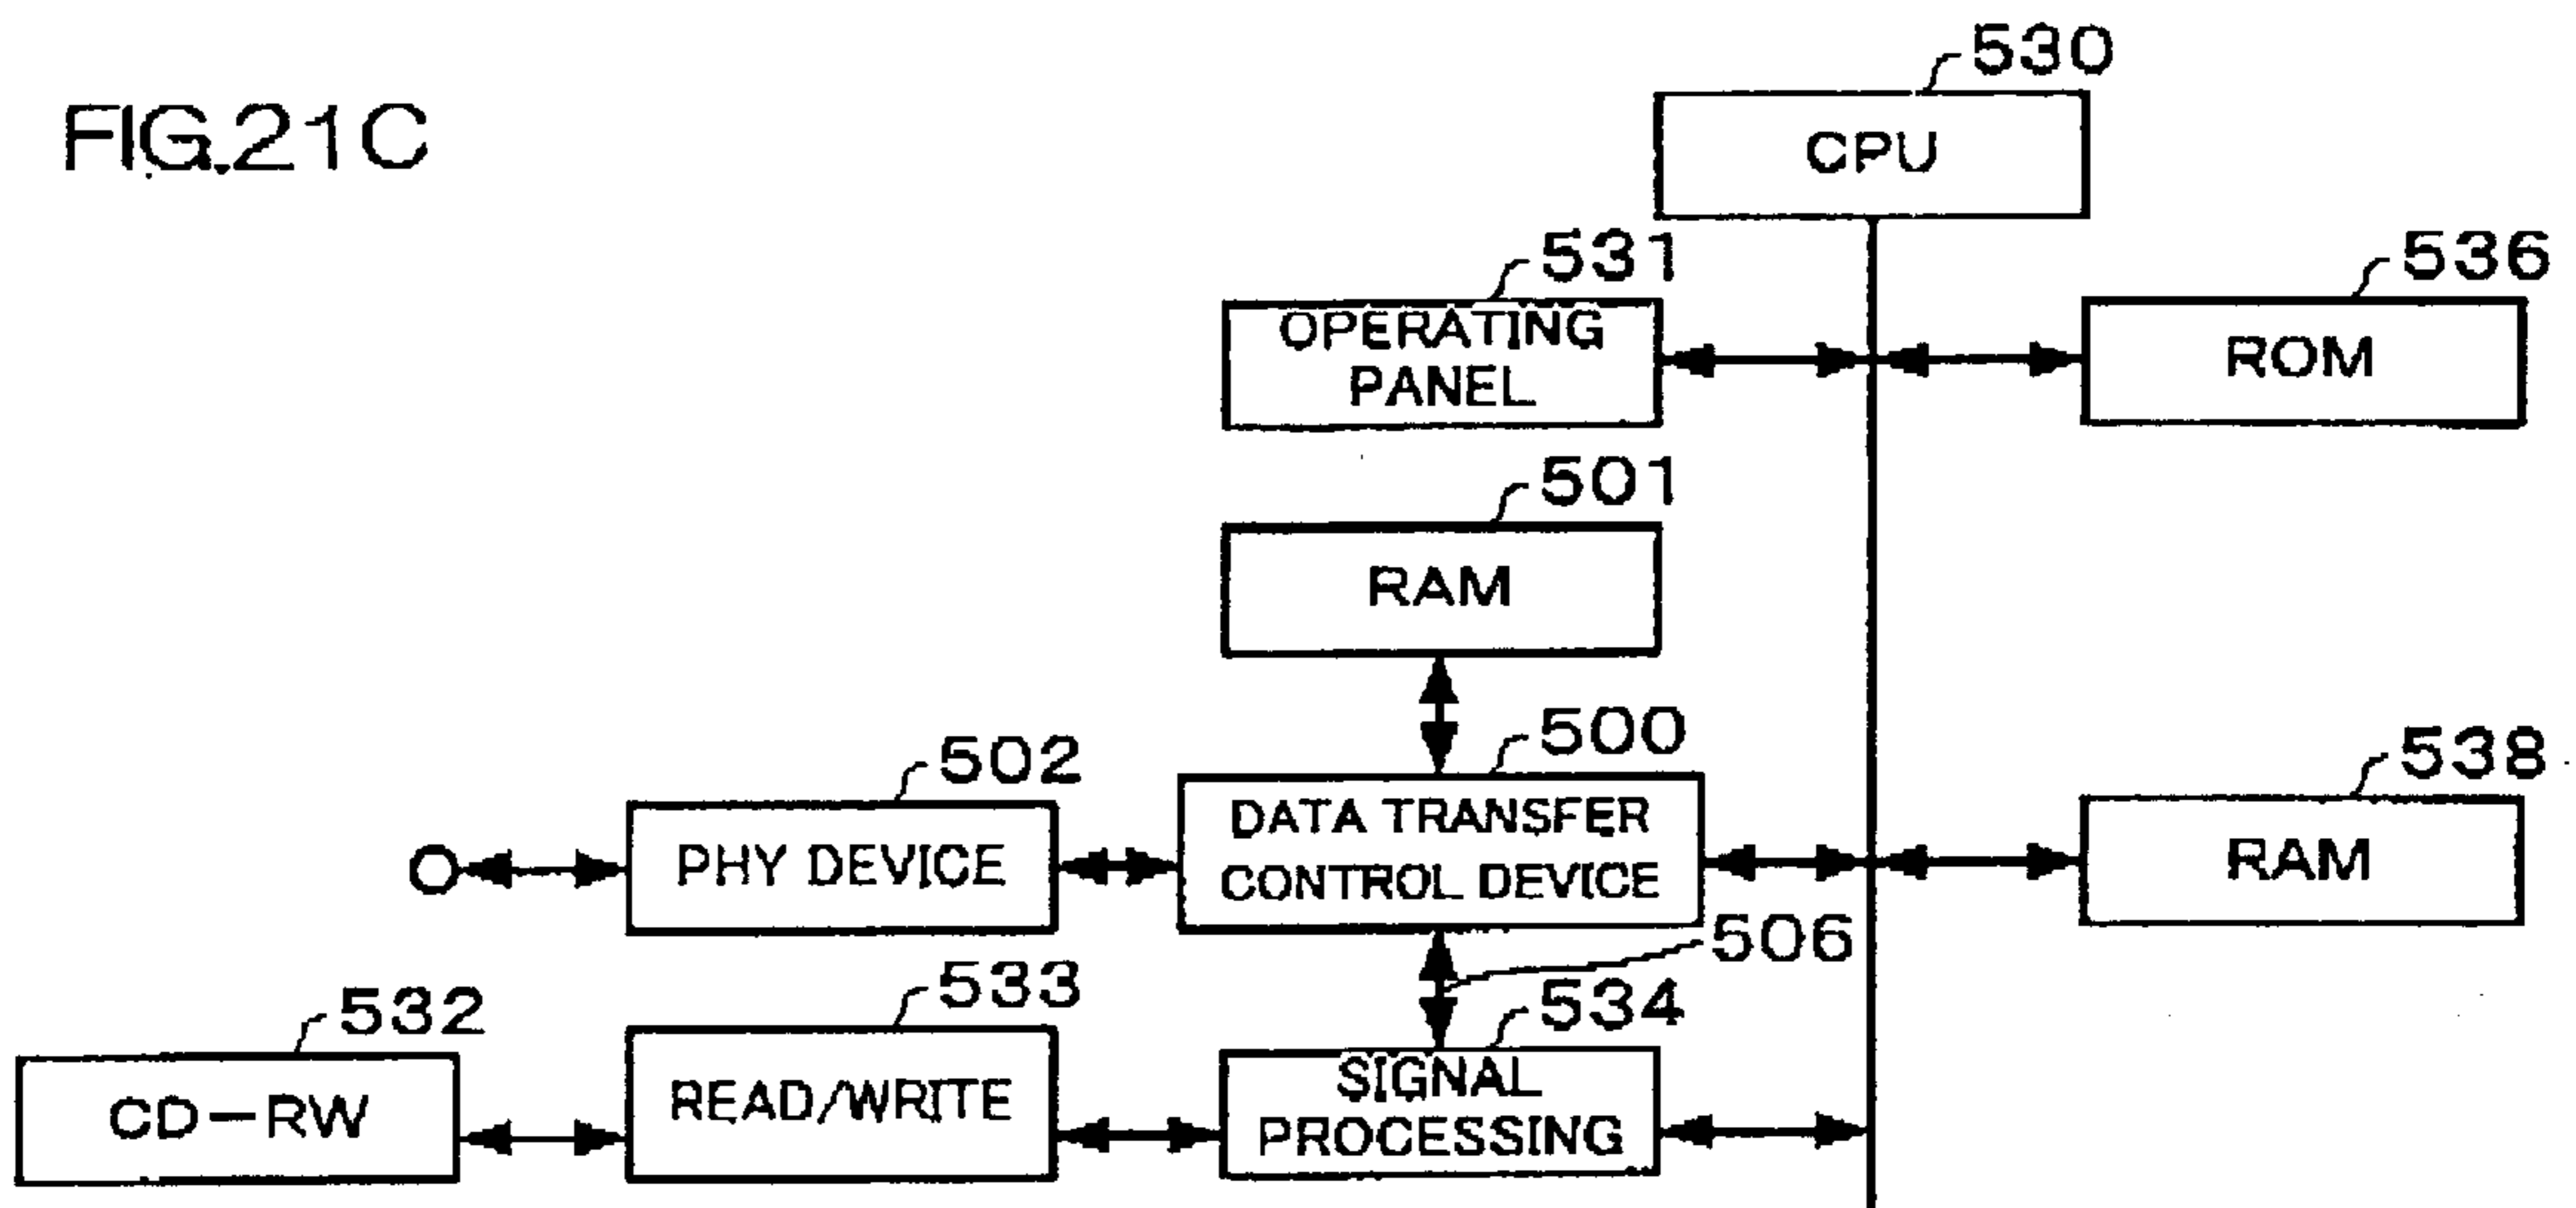 FIG.21C
530
CPU
531
OPERATING
PANEL
536
ROM
501
RAM
500
DATA TRANSFER
CONTROL DEVICE
502
PHY DEVICE
538
RAM
506
532
CD-RW
533
READ/WRITE
534
SIGNAL
PROCESSING